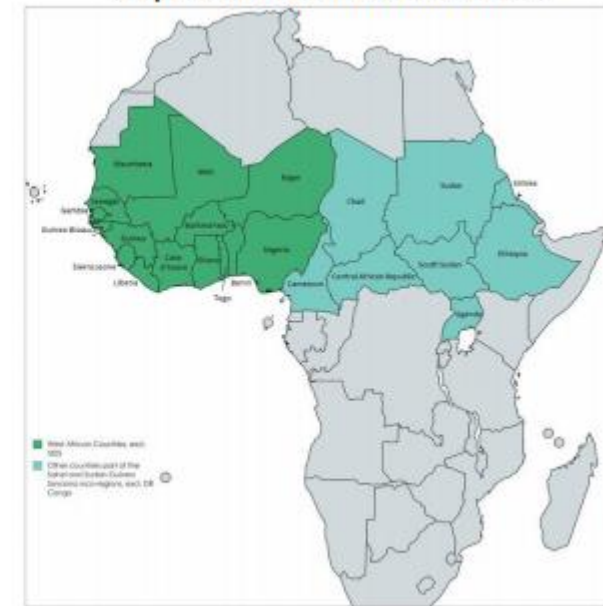 Mauritania
Mali
Niger
Chad
Sudan
Eritrea
Senegal
Gambia
Guinea-Bissau
Guinea
Burkina Faso
Sierra Leone
Liberia
Cote
d'Ivoire
Ghana
Togo
Benin
Nigeria
Cameroon
Central African Republic
South Sudan
Ethiopia
Uganda
West African Countries, excl.
Other countries part of the
Sahel and Sudan Guinea
Savanna eco-regions, excl. DR
Congo